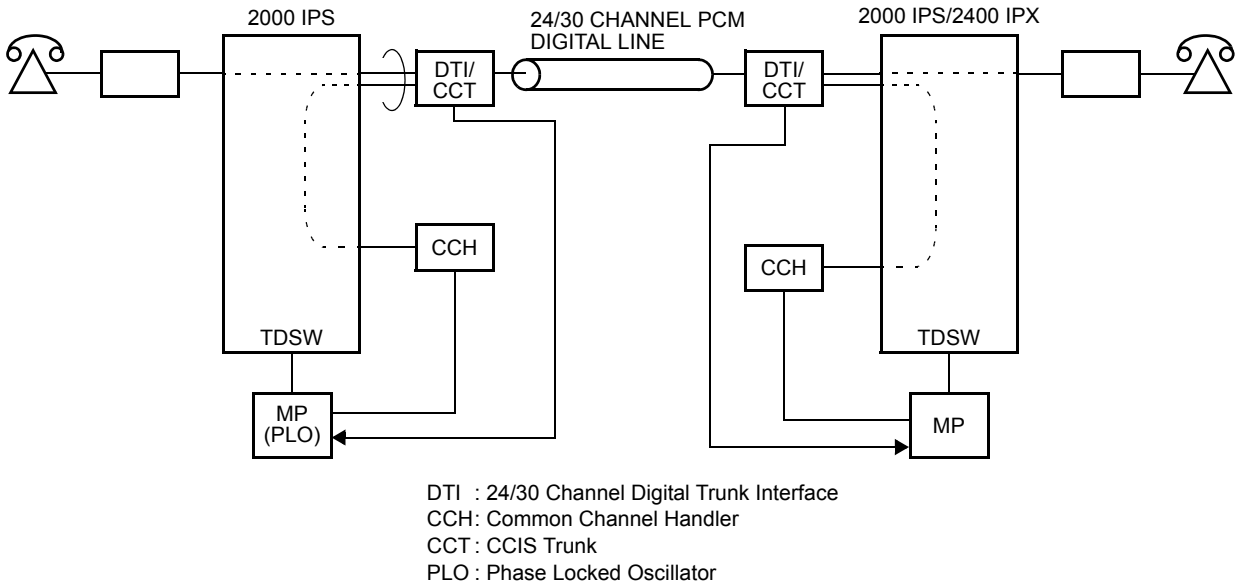 2000 IPS
24/30 CHANNEL PCM
DIGITAL LINE
2000 IPS/2400 IPX
DTI/
CCT
DTI/
CCT
CCH
CCH
TDSW
TDSW
MP
(PLO)
MP
DTI : 24/30 Channel Digital Trunk Interface
CCH : Common Channel Handler
CCT : CCIS Trunk
PLO : Phase Locked Oscillator